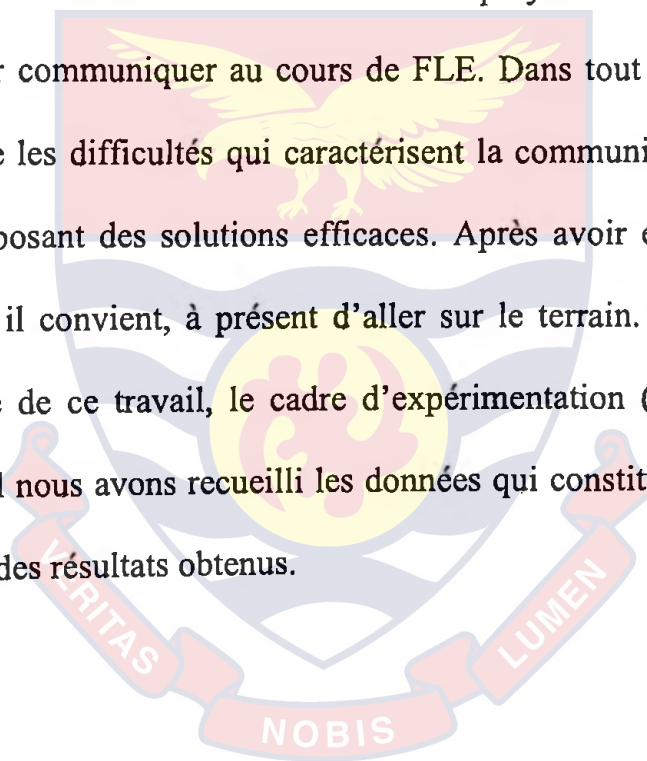 r communiquer au cours de FLE. Dans tout
e les difficultés qui caractérisent la communi
posant des solutions efficaces. Après avoir e
il convient, à présent d'aller sur le terrain.
e de ce travail, le cadre d'expérimentation (
l nous avons recueilli les données qui constit
des résultats obtenus.
VERITAS
NOBIS
LUMEN